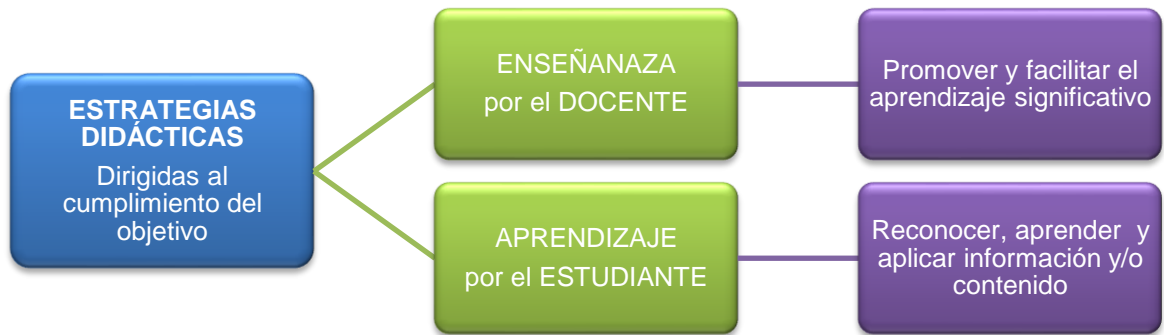 ESTRATEGIAS
DIDÁCTICAS
Dirigidas al
cumplimiento del
objetivo
ENSEÑANAZA
por el DOCENTE
Promover y facilitar el
aprendizaje significativo
APRENDIZAJE
por el ESTUDIANTE
Reconocer, aprender y
aplicar información y/o
contenido